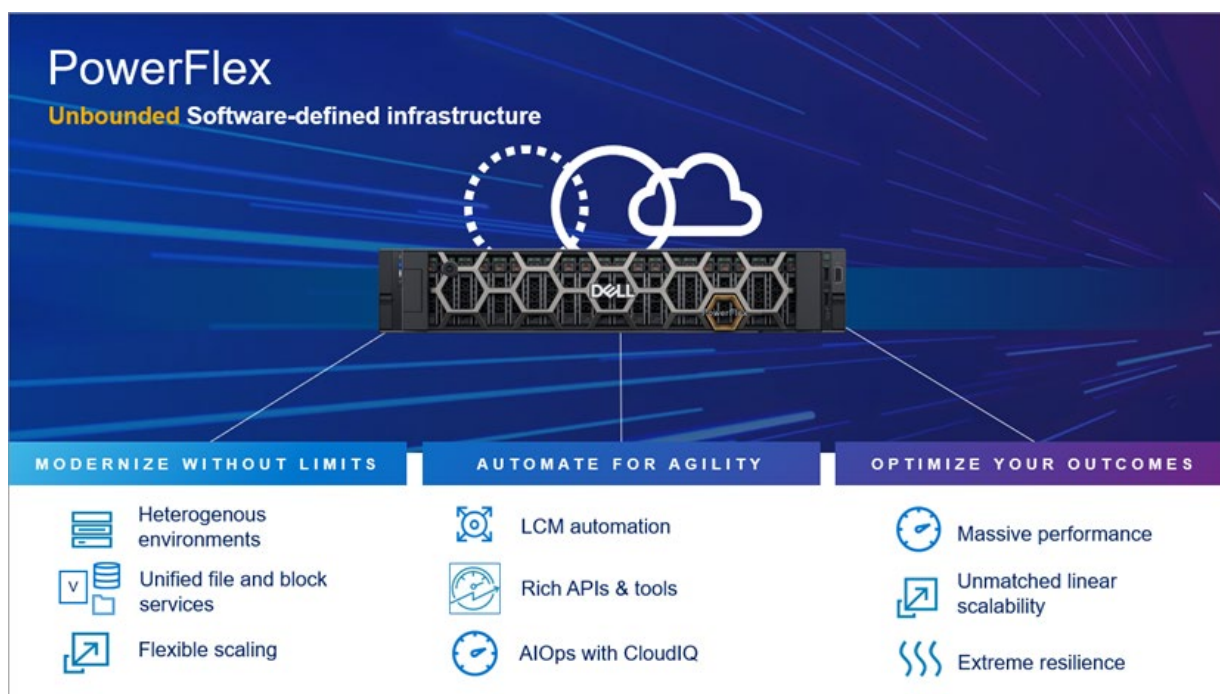 PowerFlex
Unbounded Software-defined infrastructure
DELL
PowerFlex
MODERNIZE WITHOUT LIMITS
Heterogenous
environments
V
Unified file and block
services
Flexible scaling
AUTOMATE FOR AGILITY
LCM automation
Rich APIs & tools
AIOps with CloudIQ
OPTIMIZE YOUR OUTCOMES
Massive performance
Unmatched linear
scalability
Extreme resilience